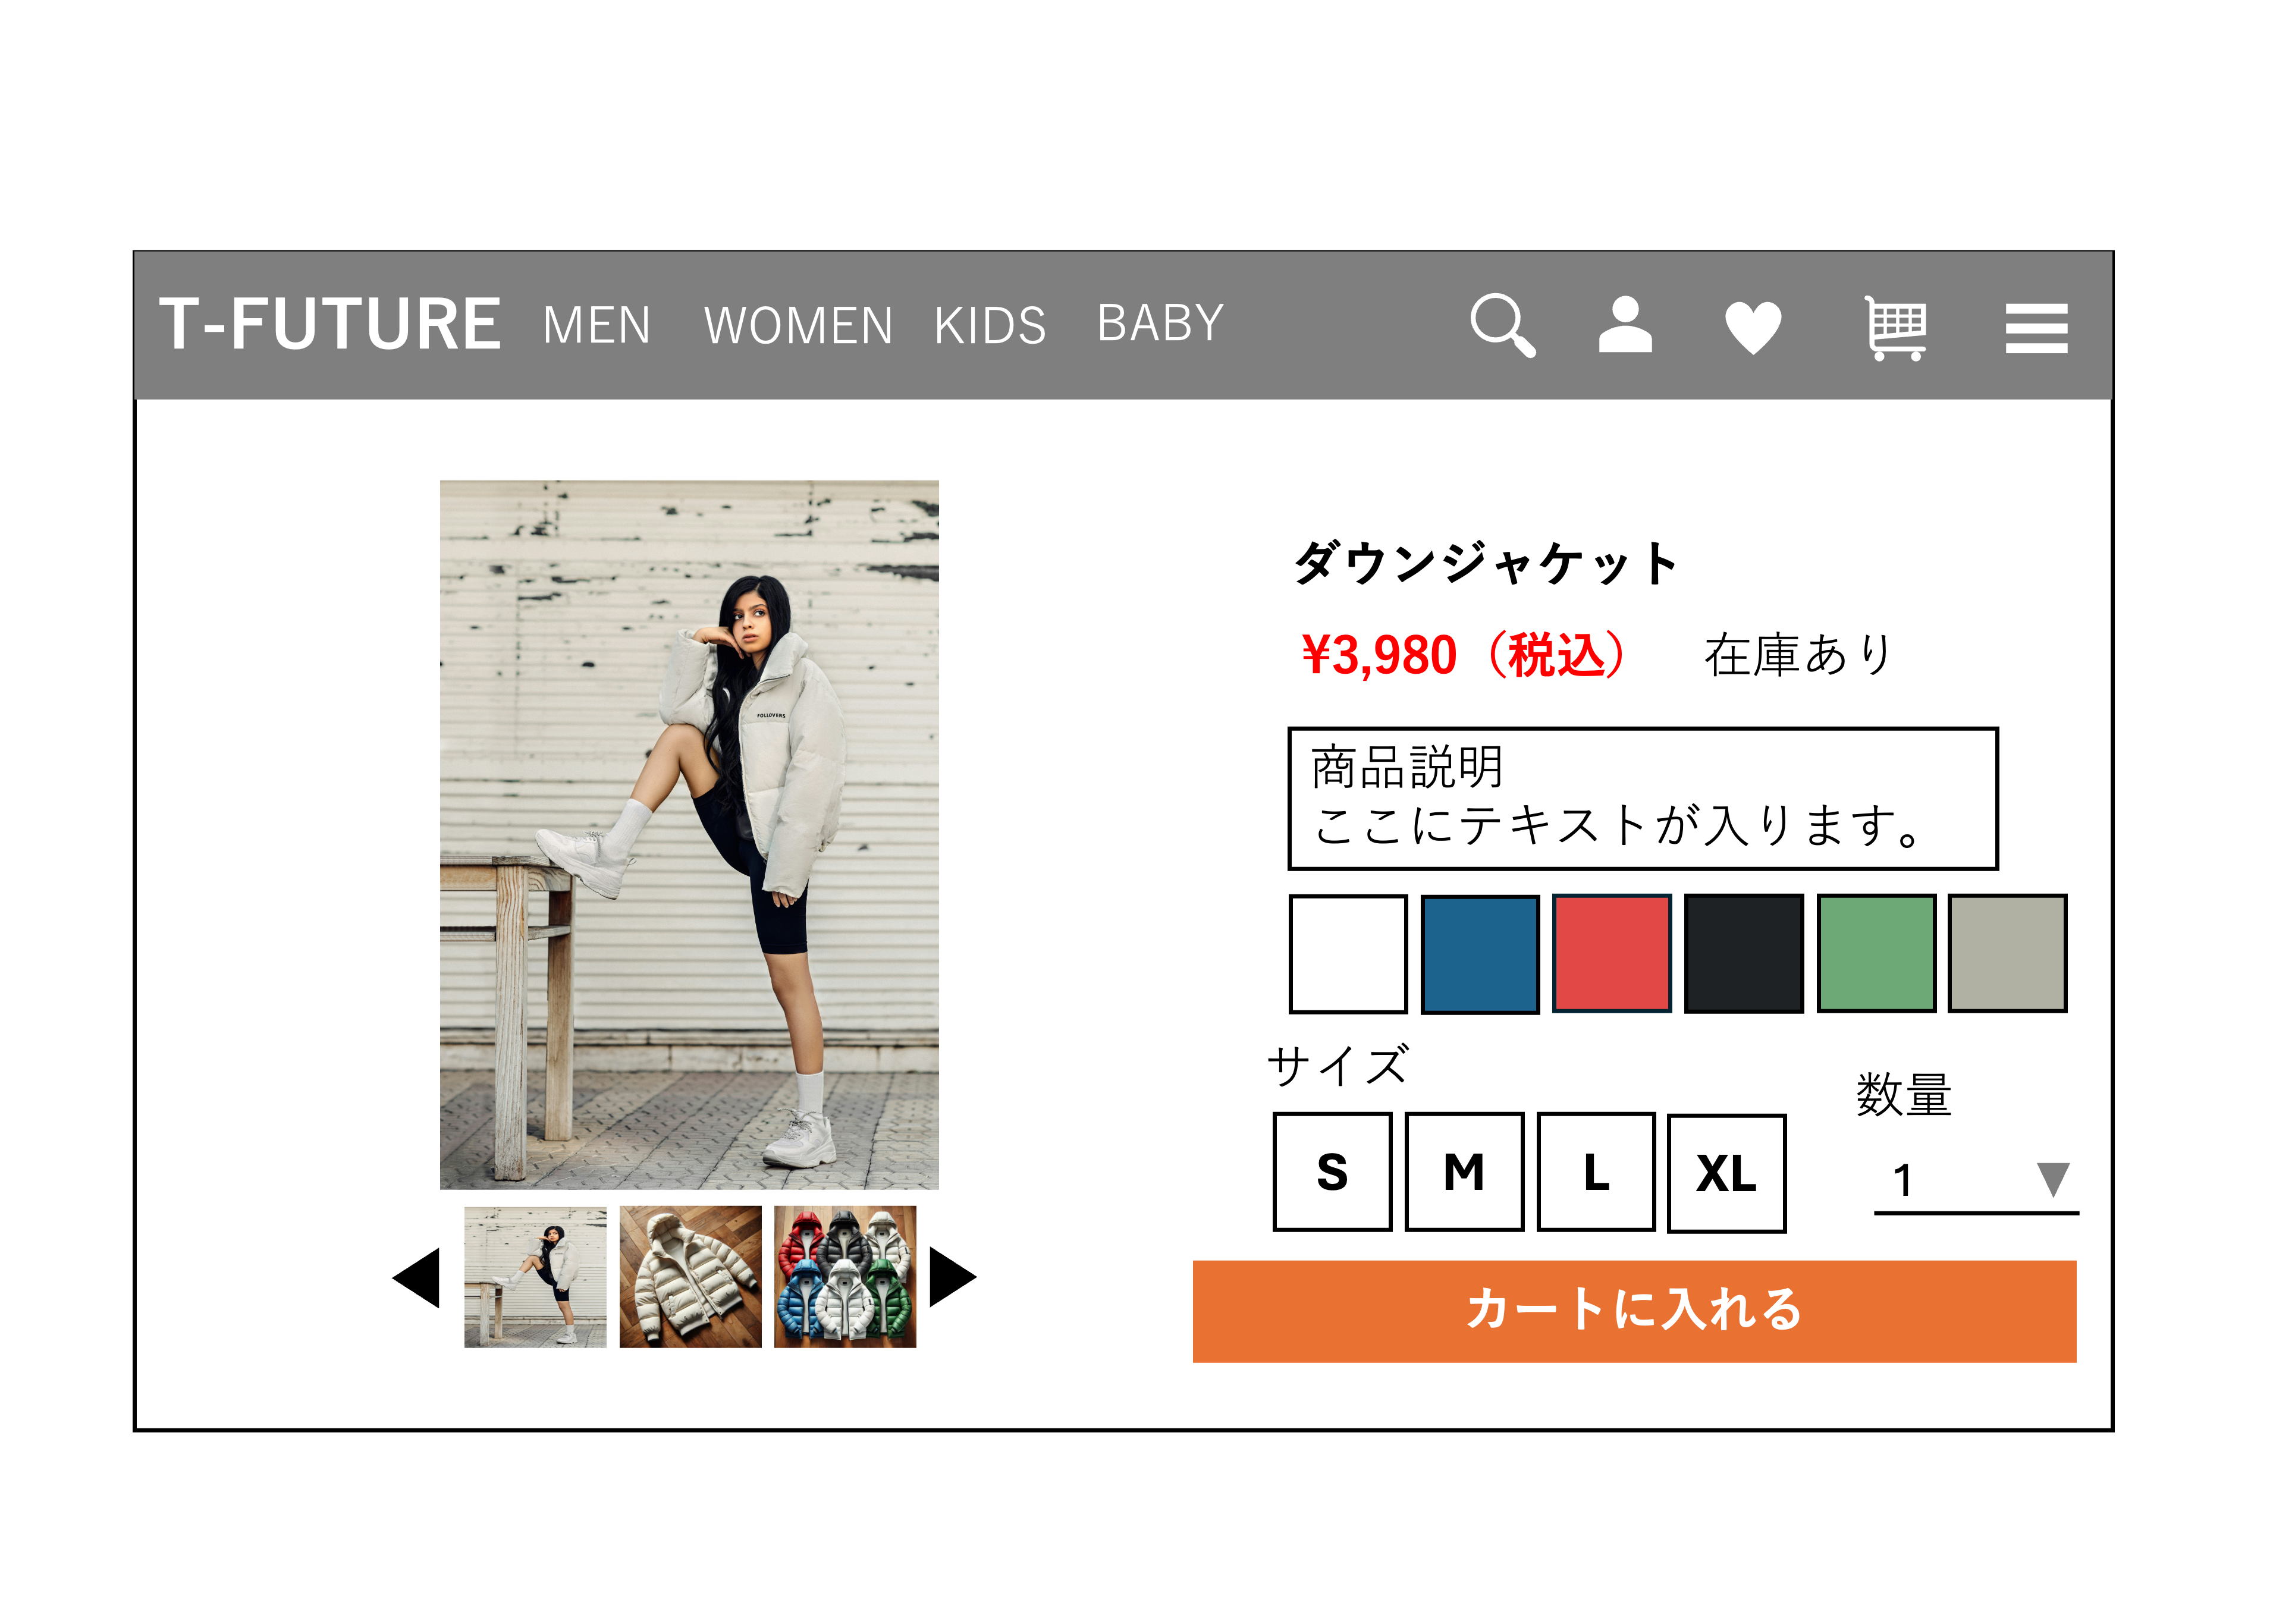 T-FUTURE MEN WOMEN KIDS BABY
FOLLOVERS
ダウンジャケット
¥3,980（税込） 在庫あり
商品説明
ここにテキストが入ります。
サイズ
数量
S M L XL
1 ▼
カートに入れる